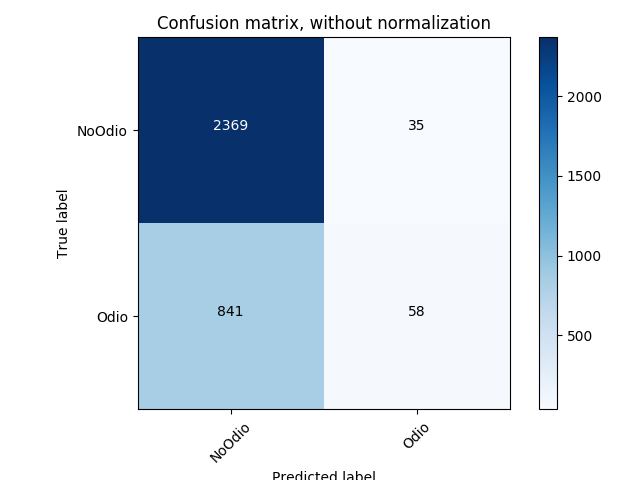 Confusion matrix, without normalization
NoOdio
2369
35
2000
1500
1000
500
True label
Odio
841
58
NoOdio
Odio
Predicted label